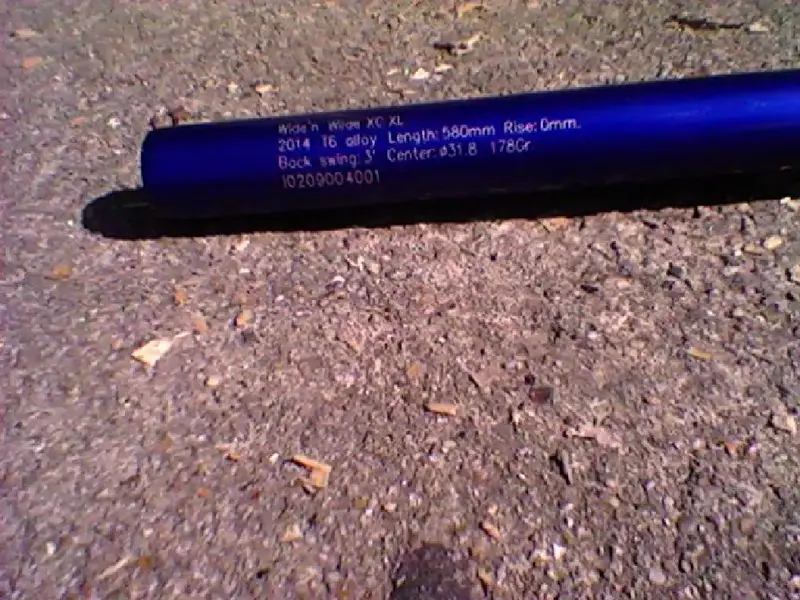 Wide'n Wide XC XL
2014 T6 alloy Length: 580mm Rise: 0mm.
Back swing: 3° Center: ø31.8 178Gr
10209004001